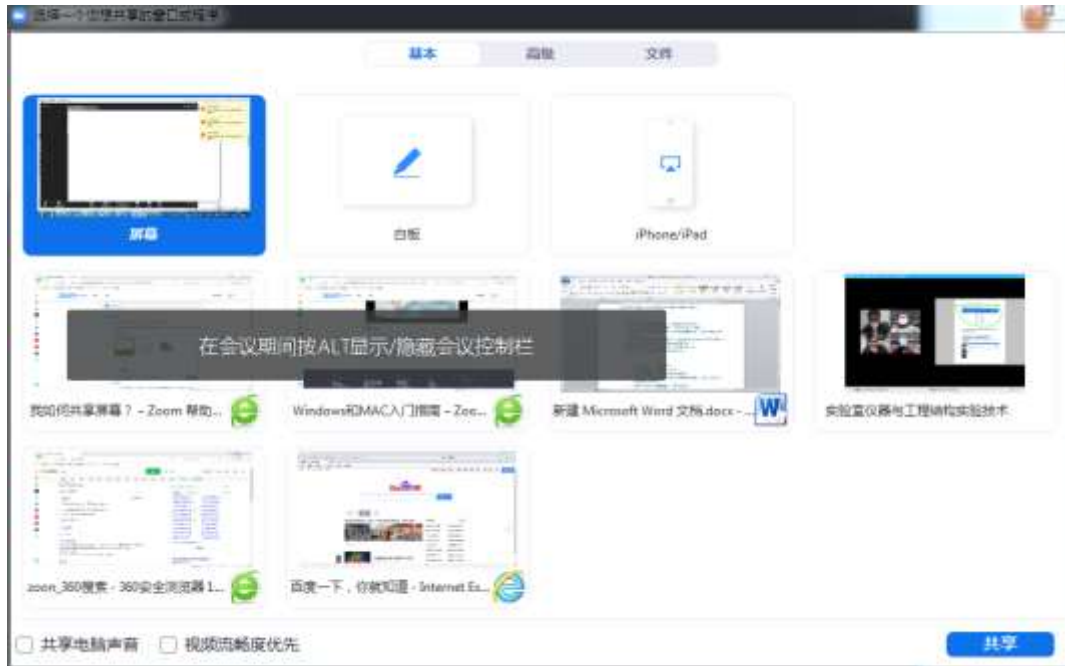 选择一个您想共享的窗口或程序
基本 高级 文件
屏幕 白板 iPhone/iPad
在会议期间按ALT显示/隐藏会议控制栏
我如何共享屏幕？ - Zoom 帮助... Windows和MAC入门指南 - Zoo... 新建 Microsoft Word 文档.docx - ... 实验室仪器与工程结构实验技术
zoon_360搜索 - 360安全浏览器 1... 百度一下，你就知道 - Internet Ex...
共享电脑声音 视频流畅度优先 共享